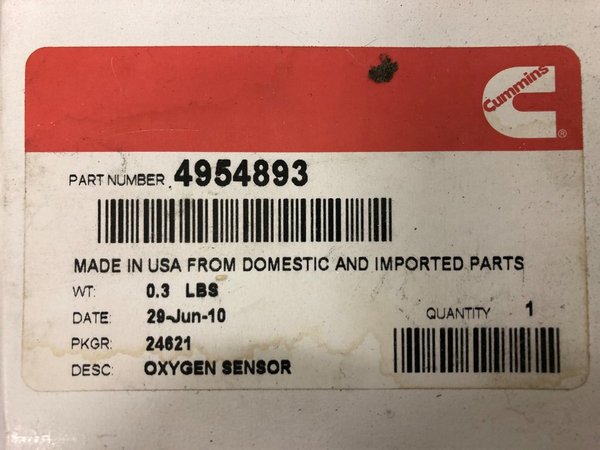 Cummins
®
PART NUMBER 4954893
MADE IN USA FROM DOMESTIC AND IMPORTED PARTS
WT: 0.3 LBS
DATE: 29-Jun-10
QUANTITY 1
PKGR: 24621
DESC: OXYGEN SENSOR